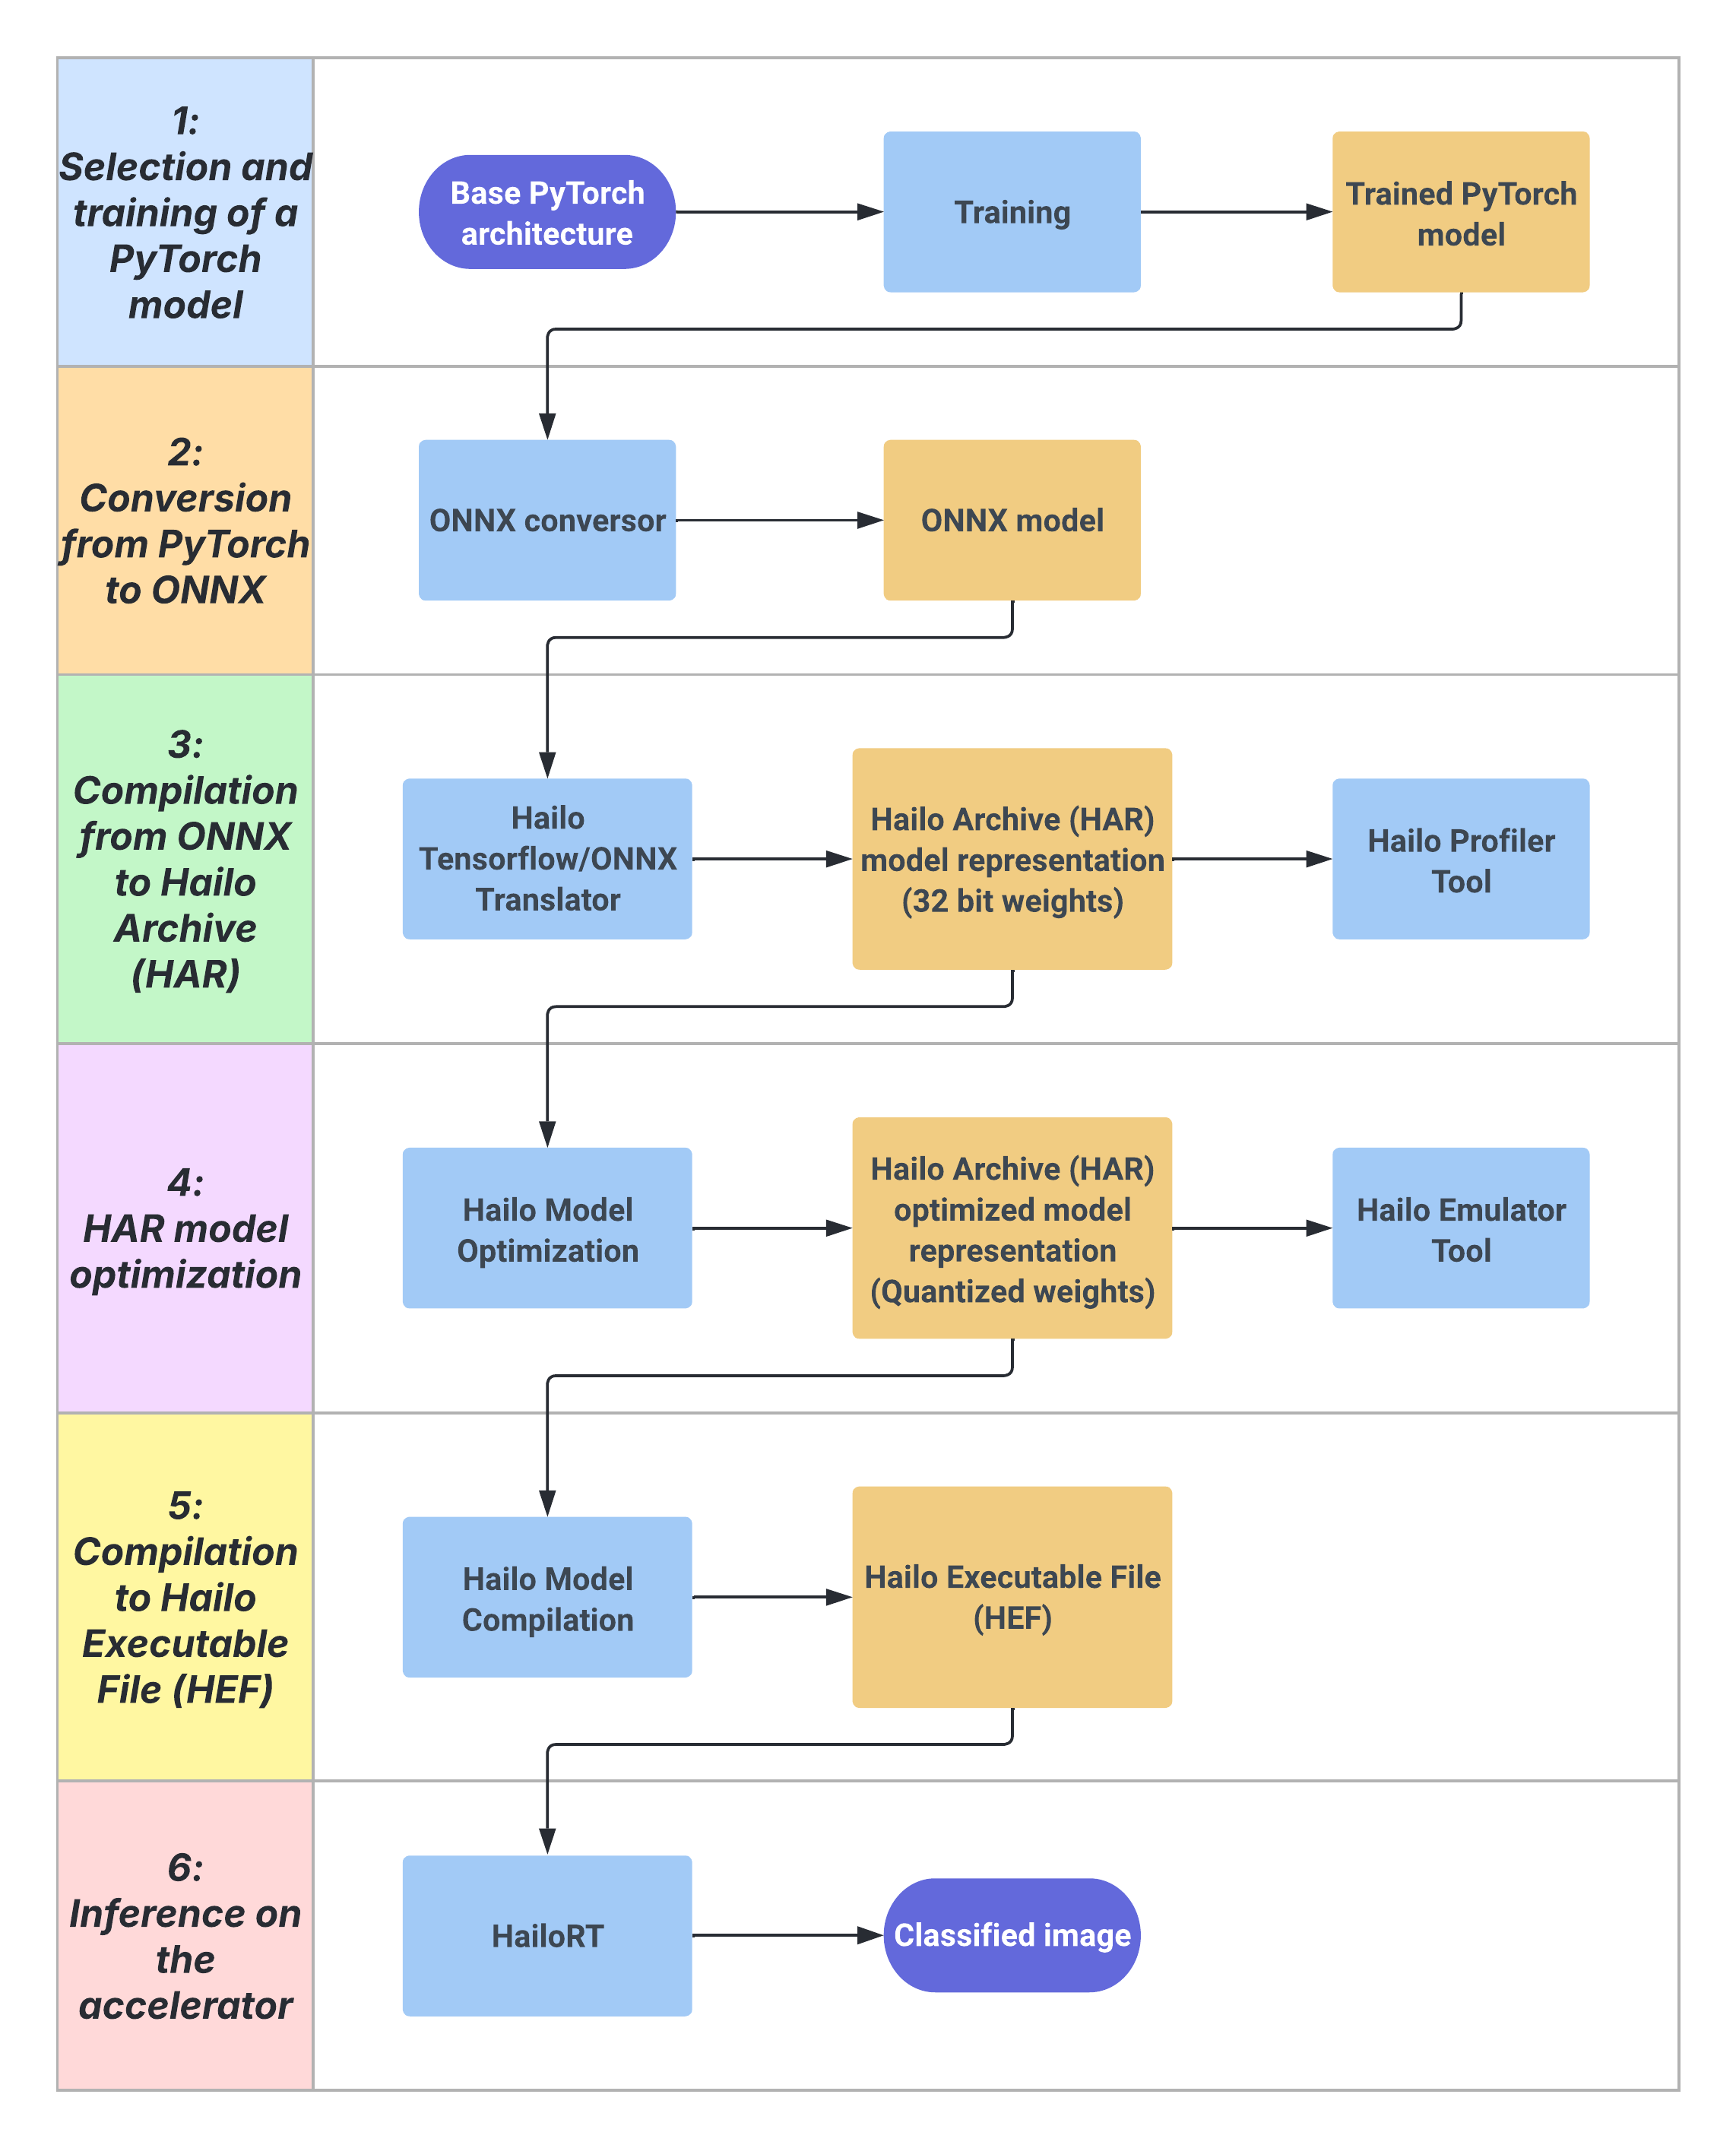 1:
Selection and
training of a
PyTorch
model
Base PyTorch
architecture
Training
Trained PyTorch
model
2:
Conversion
from PyTorch
to ONNX
ONNX conversor
ONNX model
3:
Compilation
from ONNX
to Hailo
Archive
(HAR)
Hailo
Tensorflow/ONNX
Translator
Hailo Archive (HAR)
model representation
(32 bit weights)
Hailo Profiler
Tool
4:
HAR model
optimization
Hailo Model
Optimization
Hailo Archive (HAR)
optimized model
representation
(Quantized weights)
Hailo Emulator
Tool
5:
Compilation
to Hailo
Executable
File (HEF)
Hailo Model
Compilation
Hailo Executable File
(HEF)
6:
Inference on
the
accelerator
HailoRT
Classified image